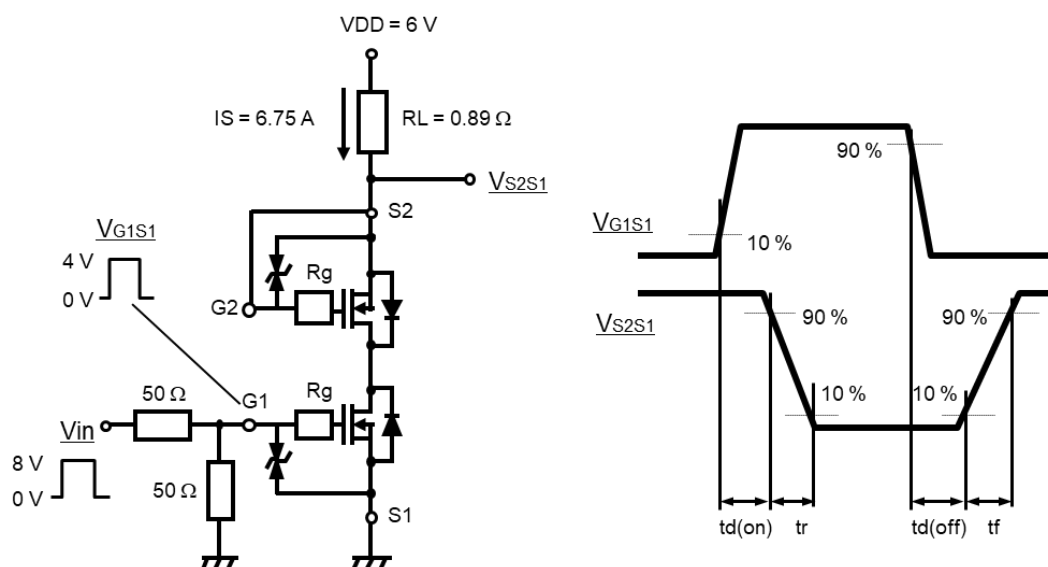 VDD = 6 V
IS = 6.75 A
RL = 0.89 Ω
VS2S1
S2
VG1S1
4 V
0 V
Rg
G2
50 Ω
G1
Rg
Vin
8 V
0 V
50 Ω
S1
90 %
VG1S1
10 %
VS2S1
90 %
90 %
10 %
10 %
td(on)
tr
td(off)
tf